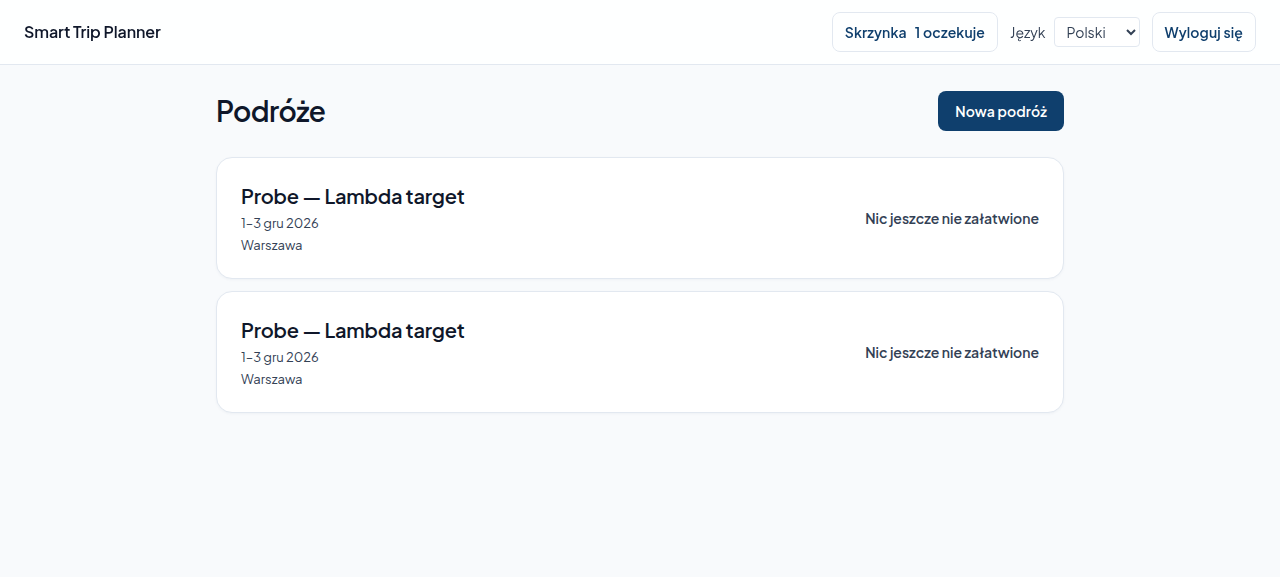 Smart Trip Planner
Skrzynka 1 oczekuje
Język
Polski
Wyloguj się
Podróże
Nowa podróż
Probe — Lambda target
1–3 gru 2026
Warszawa
Nic jeszcze nie załatwione
Probe — Lambda target
1–3 gru 2026
Warszawa
Nic jeszcze nie załatwione